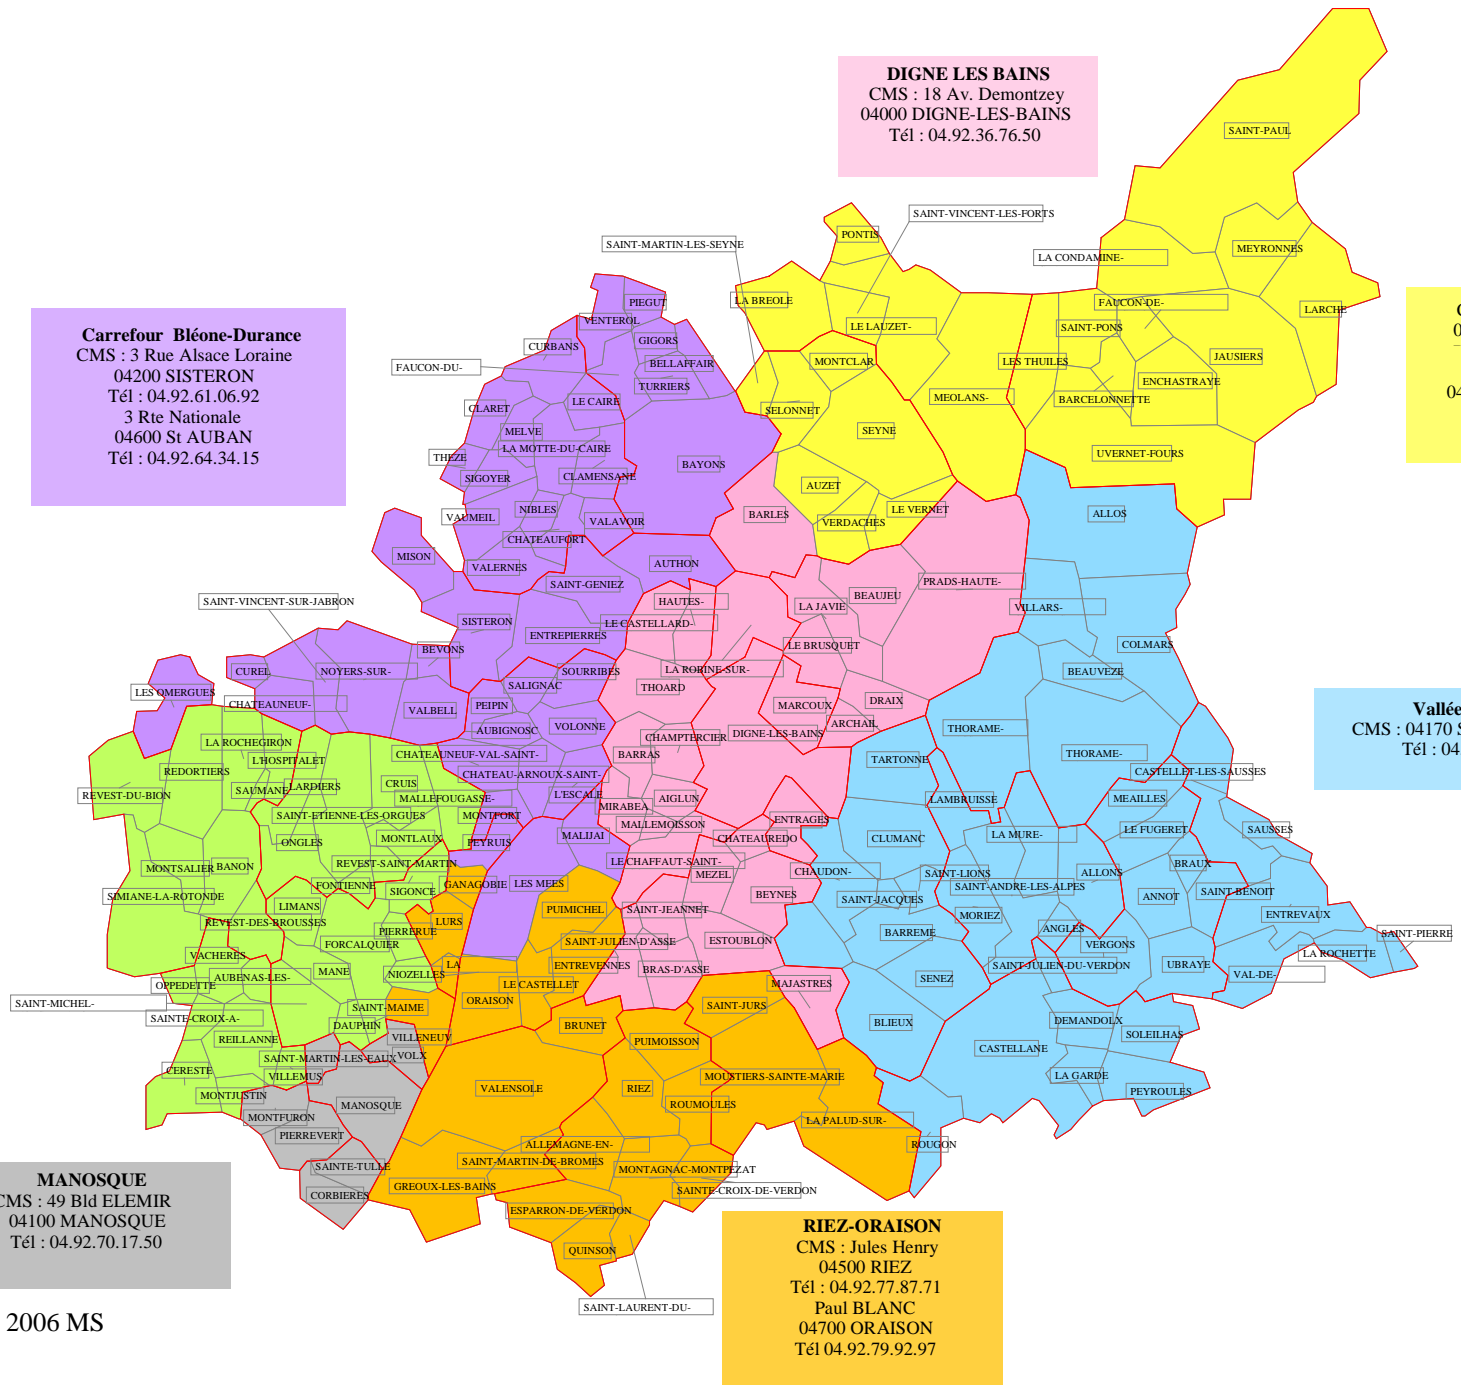 DIGNE LES BAINS
CMS : 18 Av. Demontzey
04000 DIGNE-LES-BAINS
Tél : 04.92.36.76.50
Carrefour Bléone-Durance
CMS : 3 Rue Alsace Loraine
04200 SISTERON
Tél : 04.92.61.06.92
3 Rte Nationale
04600 St AUBAN
Tél : 04.92.64.34.15
SAINT-PAUL
SAINT-VINCENT-LES-FORTS
PONTIS
SAINT-MARTIN-LES-SEYNE
MEYRONNES
LA CONDAMINE-
LA BREOLE
PIEGUT
FAUCON-DE-
LARCHE
VENTEROL
LE LAUZET-
SAINT-PONS
GIGORS
CURBANS
JAUSIERS
MONTCLAR
LES THUILES
BELLAFFAIR
FAUCON-DU-
ENCHASTRAYE
TURRIERS
MEOLANS-
BARCELONNETTE
LE CAIRE
CLARET
SELONNET
MELVE
SEYNE
LA MOTTE-DU-CAIRE
UVERNET-FOURS
THEZE
BAYONS
SIGOYER
CLAMENSANE
AUZET
NIBLES
LE VERNET
VAUMEIL
BARLES
ALLOS
VALAVOIR
VERDACHES
CHATEAUFORT
MISON
AUTHON
VALERNES
SAINT-GENIEZ
PRADS-HAUTE-
BEAUJEU
SAINT-VINCENT-SUR-JABRON
HAUTES-
LA JAVIE
VILLARS-
SISTERON
LE CASTELLARD-
ENTREPIERRES
COLMARS
LE BRUSQUET
BEVONS
CUREL
NOYERS-SUR-
SOURRIBES
LA ROBINE-SUR-
BEAUVEZE
SALIGNAC
THOARD
LES OMERGUES
DRAIX
CHATEAUNEUF-
VALBELL
PEIPIN
MARCOUX
ARCHAIL
VOLONNE
THORAME-
AUBIGNOSC
DIGNE-LES-BAINS
CHAMPTERCIER
LA ROCHEGIRON
CHATEAUNEUF-VAL-SAINT-
BARRAS
THORAME-
L'HOSPITALET
TARTONNE
REDORTIERS
CHATEAU-ARNOUX-SAINT-
CASTELLET-LES-SAUSSES
LARDIERS
CRUIS
SAUMANE
REVEST-DU-BION
L'ESCALE
AIGLUN
LAMBRUISSE
MEAILLES
MALLEFOUGASSE-
MIRABEA
SAINT-ETIENNE-LES-ORGUES
MONTFORT
ENTRAGES
MALLEMOISSON
LE FUGERET
SAUSSES
MALIJAI
LA MURE-
CLUMANC
CHATEAUREDO
MONTLAUX
ONGLES
PEYRUIS
LE CHAFFAUT-SAINT-
REVEST-SAINT-MARTIN
BRAUX
MONTSALIER
BANON
CHAUDON-
MEZEL
SAINT-LIONS
ALLONS
GANAGOBIE
LES MEES
FONTIENNE
SIGONCE
SAINT-ANDRE-LES-ALPES
SAINT-BENOIT
BEYNES
ANNOT
SIMIANE-LA-ROTONDE
SAINT-JACQUES
LIMANS
PUIMICHEL
SAINT-JEANNET
MORIEZ
ENTREVAUX
REVEST-DES-BROUSSES
LURS
ANGLES
PIERRERUE
BARREME
SAINT-PIERRE
SAINT-JULIEN-D'ASSE
ESTOUBLON
FORCALQUIER
VERGONS
LA ROCHETTE
VACHERES
LA
ENTREVENNES
SAINT-JULIEN-DU-VERDON
UBRAYE
BRAS-D'ASSE
MANE
NIOZELLES
VAL-DE-
AUBENAS-LES-
SENEZ
OPPEDETTE
LE CASTELLET
MAJASTRES
SAINT-MICHEL-
ORAISON
SAINT-JURS
SAINT-MAIME
SAINTE-CROIX-A-
DEMANDOLX
DAUPHIN
BRUNET
BLIEUX
SOLEILHAS
REILLANNE
VILLENEUV
PUIMOISSON
CASTELLANE
SAINT-MARTIN-LES-EAUX
VOLX
CERESTE
VILLEMUS
LA GARDE
MOUSTIERS-SAINTE-MARIE
VALENSOLE
RIEZ
PEYROULES
MONTJUSTIN
MANOSQUE
ROUMOULES
MONTFURON
LA PALUD-SUR-
PIERREVERT
ALLEMAGNE-EN-
ROUGON
SAINT-MARTIN-DE-BROMES
SAINTE-TULLE
MONTAGNAC-MONTPEZAT
GREOUX-LES-BAINS
SAINTE-CROIX-DE-VERDON
CORBIERES
ESPARRON-DE-VERDON
QUINSON
SAINT-LAURENT-DU-
Vallée
CMS : 04170 S
Tél : 04
MANOSQUE
CMS : 49 Bld ELEMIR
04100 MANOSQUE
Tél : 04.92.70.17.50
RIEZ-ORAISON
CMS : Jules Henry
04500 RIEZ
Tél : 04.92.77.87.71
Paul BLANC
04700 ORAISON
Tél 04.92.79.92.97
2006 MS